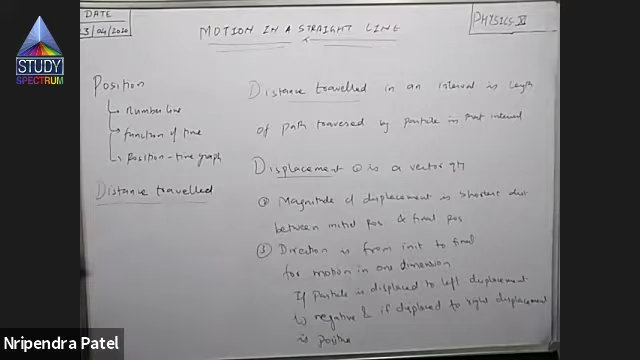 DATE
3/04/2020
MOTION IN A STRAIGHT LINE
PHYSICS XI
STUDY
SPECTRUM
Position
Number line
Function of time
Position - time graph
Distance travelled
Distance travelled in an interval is length
of path traversed by particle in that interval
Displacement ① is a vector qty
② Magnitude of displacement is shortest dist
between initial pos & final pos
③ Direction is from init to final
for motion in one dimension
If particle is displaced to left displacement
is negative & if displaced to right displacement
is positive
Nripendra Patel